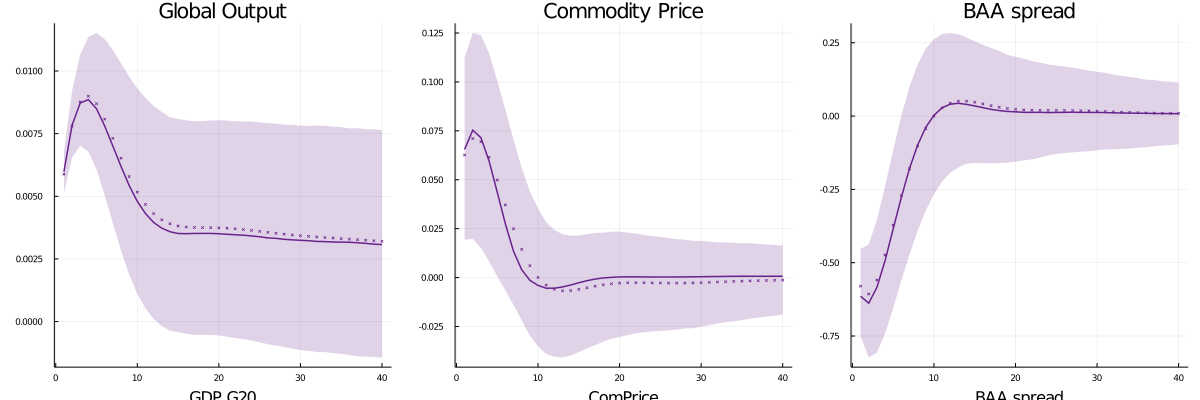 Global Output
Commodity Price
BAA spread
0.0100
0.0075
0.0050
0.0025
0.0000
0 10 20 30 40
0.125
0.100
0.075
0.050
0.025
0.000
-0.025
0 10 20 30 40
0.25
0.00
-0.25
-0.50
-0.75
0 10 20 30 40
GDP G20
ComPrice
BAA spread